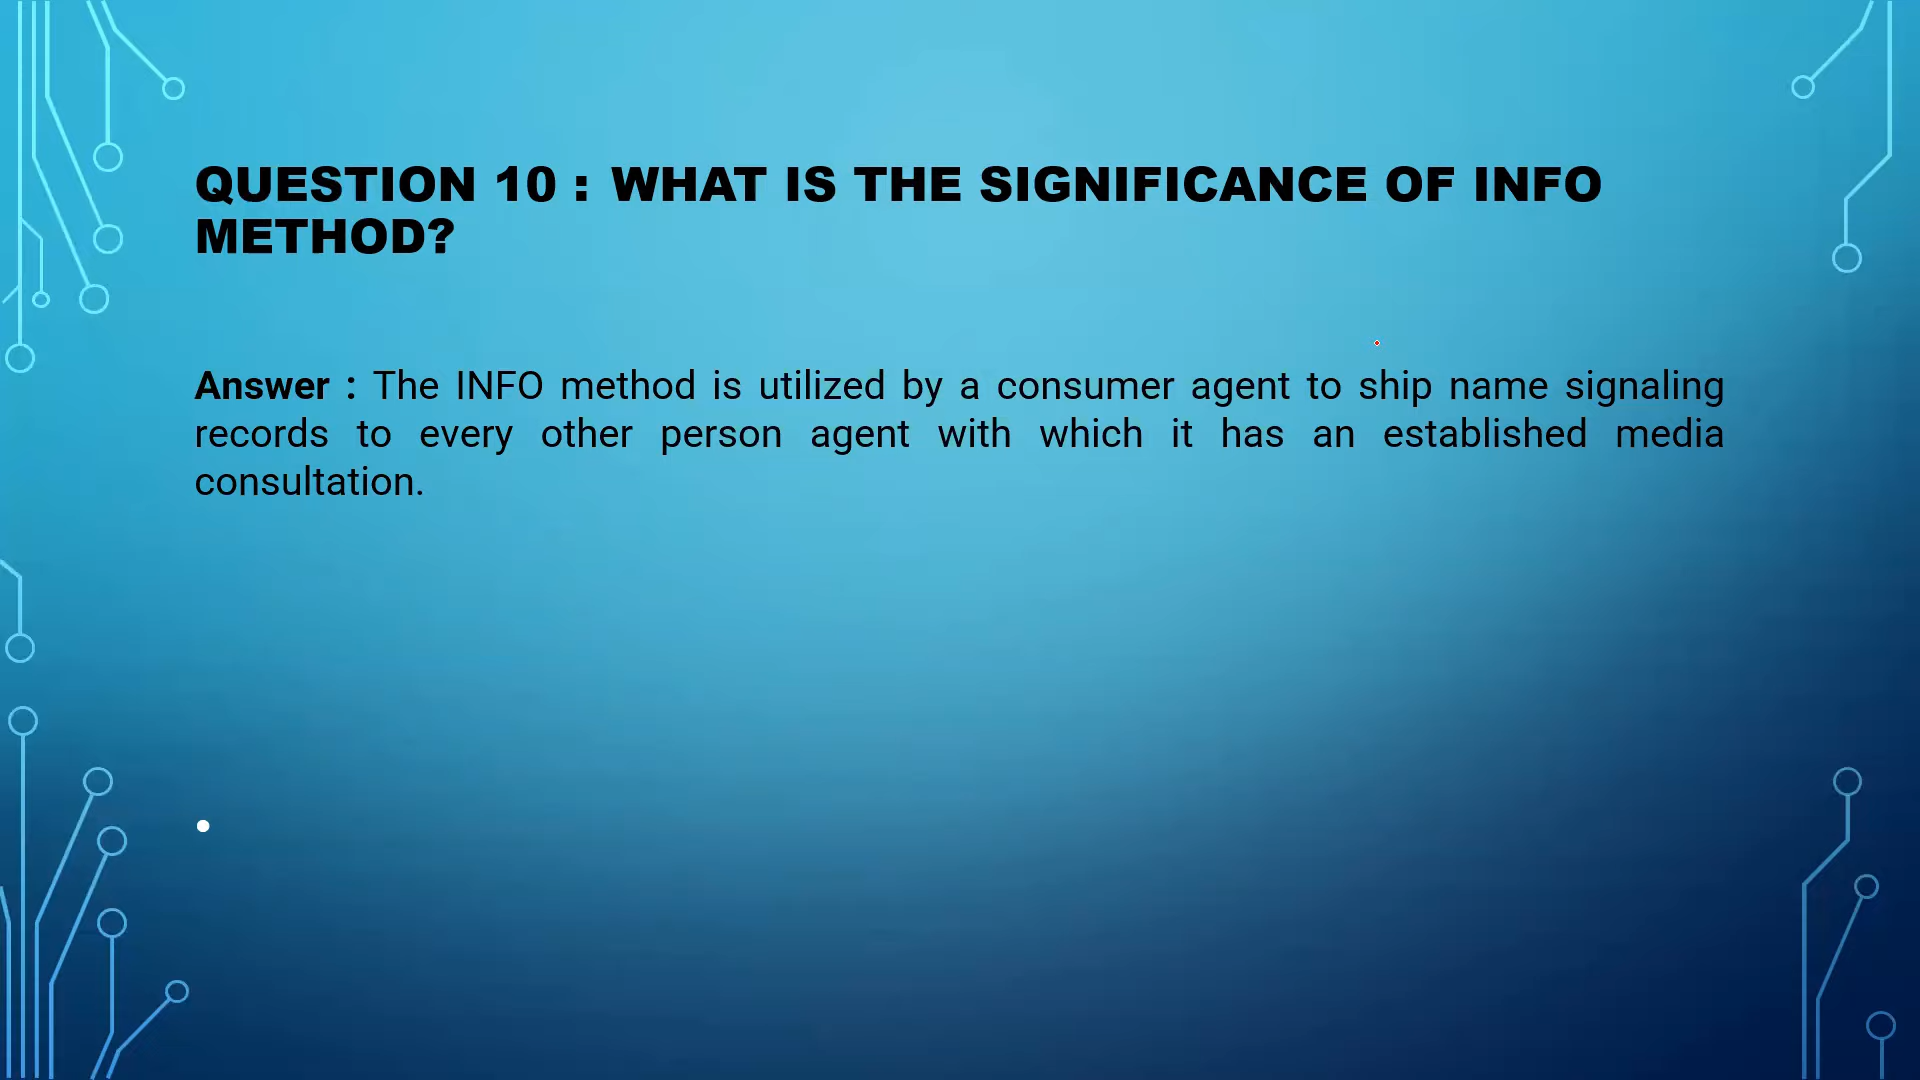 QUESTION 10 : WHAT IS THE SIGNIFICANCE OF INFO
METHOD?
Answer : The INFO method is utilized by a consumer agent to ship name signaling
records to every other person agent with which it has an established media
consultation.